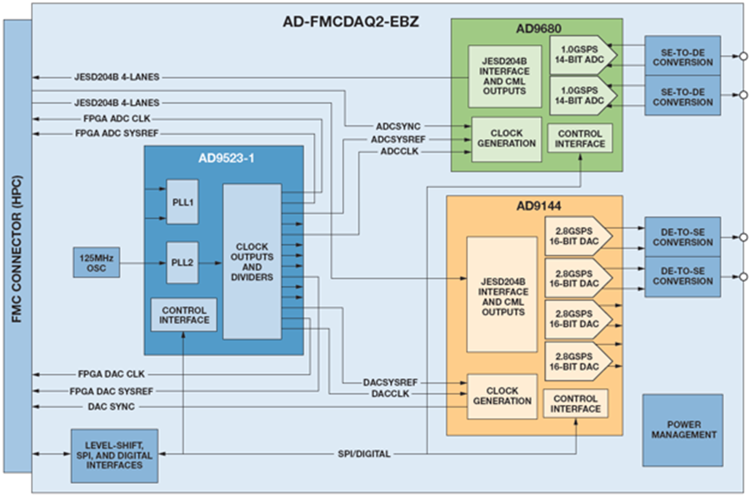 AD-FMCDAQ2-EBZ
FMC CONNECTOR (HPC)
AD9680
JESD204B
INTERFACE
AND CML
OUTPUTS
1.0GSPS
14-BIT ADC
1.0GSPS
14-BIT ADC
CLOCK
GENERATION
CONTROL
INTERFACE
SE-TO-DE
CONVERSION
SE-TO-DE
CONVERSION
JESD204B 4-LANES
JESD204B 4-LANES
FPGA ADC CLK
FPGA ADC SYSREF
ADCSYNC
ADCSYSREF
ADCCLK
AD9523-1
PLL1
PLL2
CLOCK
OUTPUTS
AND
DIVIDERS
CONTROL
INTERFACE
125MHz
OSC
AD9144
JESD204B
INTERFACE
AND CML
OUTPUTS
2.8GSPS
16-BIT DAC
2.8GSPS
16-BIT DAC
2.8GSPS
16-BIT DAC
2.8GSPS
16-BIT DAC
CLOCK
GENERATION
CONTROL
INTERFACE
DE-TO-SE
CONVERSION
DE-TO-SE
CONVERSION
FPGA DAC CLK
FPGA DAC SYSREF
DAC SYNC
DACSYSREF
DACCLK
LEVEL-SHIFT,
SPI, AND DIGITAL
INTERFACES
SPI/DIGITAL
POWER
MANAGEMENT